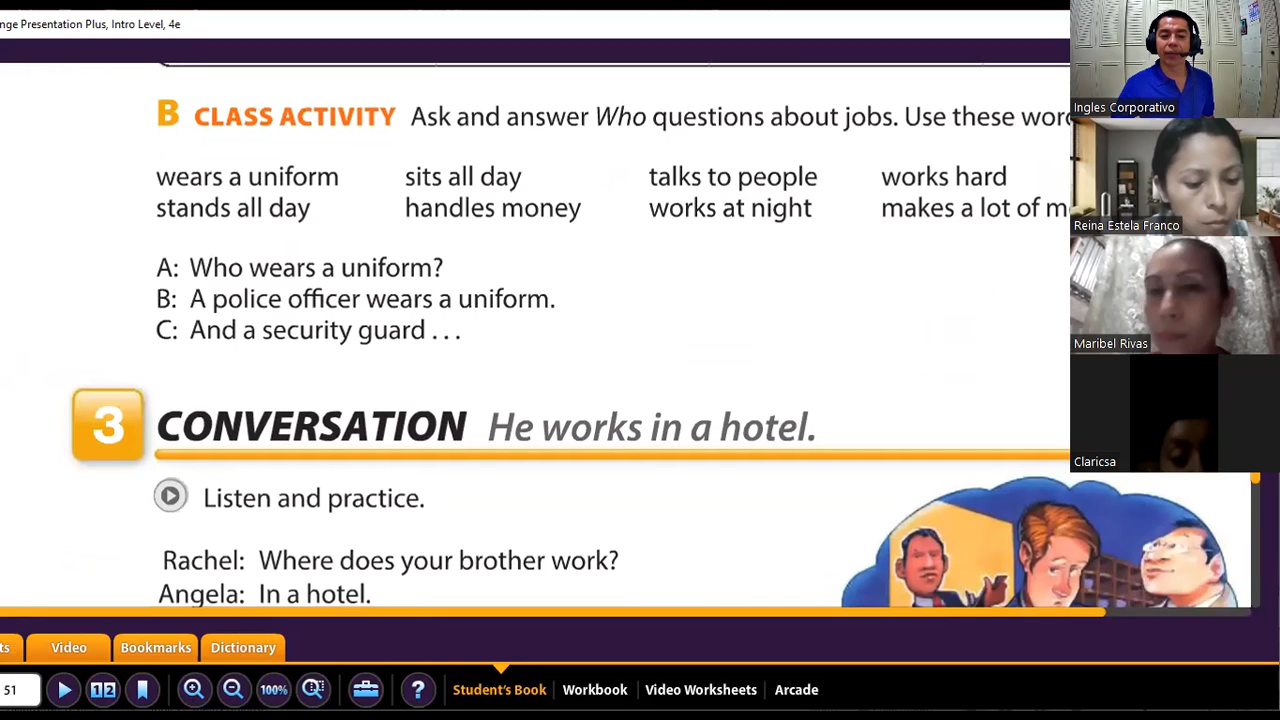 nge Presentation Plus, Intro Level, 4e
B CLASS ACTIVITY Ask and answer Who questions about jobs. Use these
wears a uniform sits all day talks to people works hard
stands all day handles money works at night makes a lot of
A: Who wears a uniform?
B: A police officer wears a uniform.
C: And a security guard . . .
3 CONVERSATION He works in a hotel.
Listen and practice.
Rachel: Where does your brother work?
Angela: In a hotel.
Ingles Corporativo
Reina Estela Franco
Maribel Rivas
Claricsa
ts Video Bookmarks Dictionary
51 12 100% ? Student's Book Workbook Video Worksheets Arcade